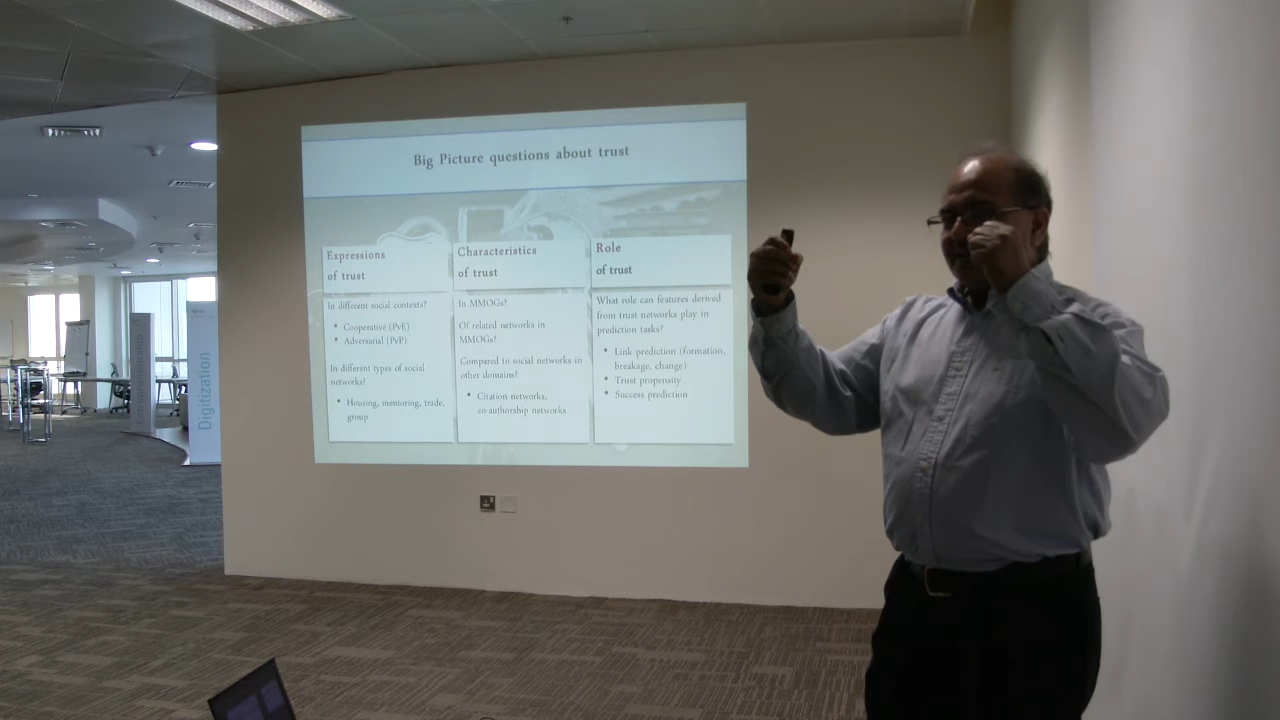 Big Picture questions about trust
Expressions
of trust
In different social contexts?
• Cooperative (PvE)
• Adversarial (PvP)
In different types of social
networks?
• Housing, mentoring, trade,
group
Characteristics
of trust
In MMOGs?
Of related networks in
MMOGs?
Compared to social networks in
other domains?
• Citation networks,
co-authorship networks
Role
of trust
What role can features derived
from trust networks play in
prediction tasks?
• Link prediction (formation,
breakage, change)
• Trust propensity
• Success prediction
Entrepreneurship
Digitization